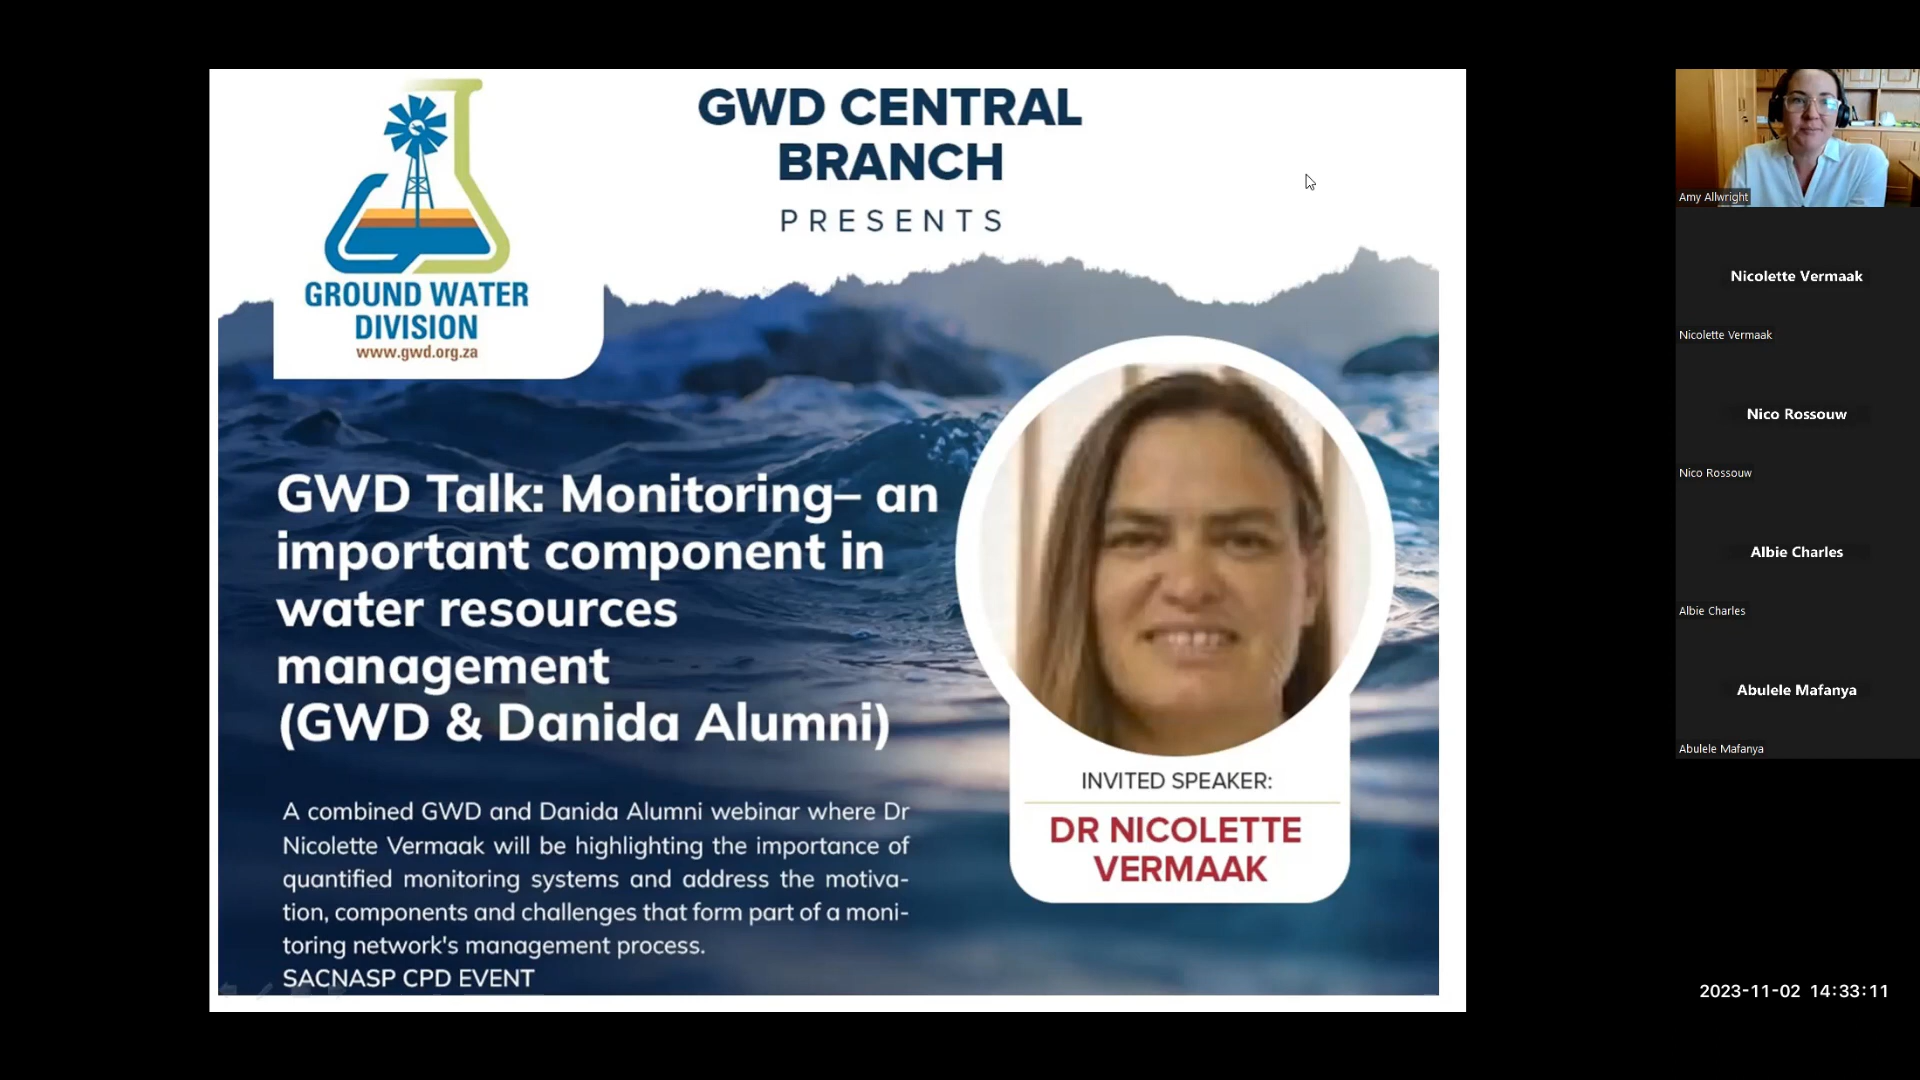 GWD CENTRAL
BRANCH
PRESENTS
GROUND WATER
DIVISION
www.gwd.org.za
GWD Talk: Monitoring– an
important component in
water resources
management
(GWD & Danida Alumni)
A combined GWD and Danida Alumni webinar where Dr
Nicolette Vermaak will be highlighting the importance of
quantified monitoring systems and address the motiva-
tion, components and challenges that form part of a moni-
toring network's management process.
SACNASP CPD EVENT
INVITED SPEAKER:
DR NICOLETTE
VERMAAK
Amy Allwright
Nicolette Vermaak
Nicolette Vermaak
Nico Rossouw
Nico Rossouw
Albie Charles
Albie Charles
Abulele Mafanya
Abulele Mafanya
2023-11-02 14:33:11